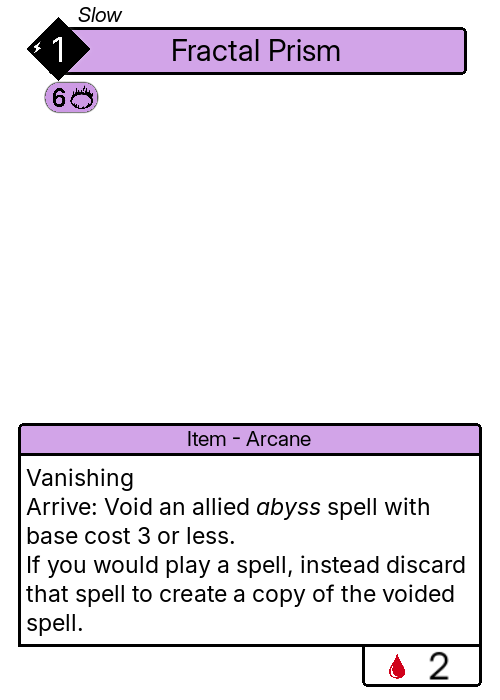 Slow
1
Fractal Prism
6
Item - Arcane
Vanishing
Arrive: Void an allied abyss spell with
base cost 3 or less.
If you would play a spell, instead discard
that spell to create a copy of the voided
spell.
2